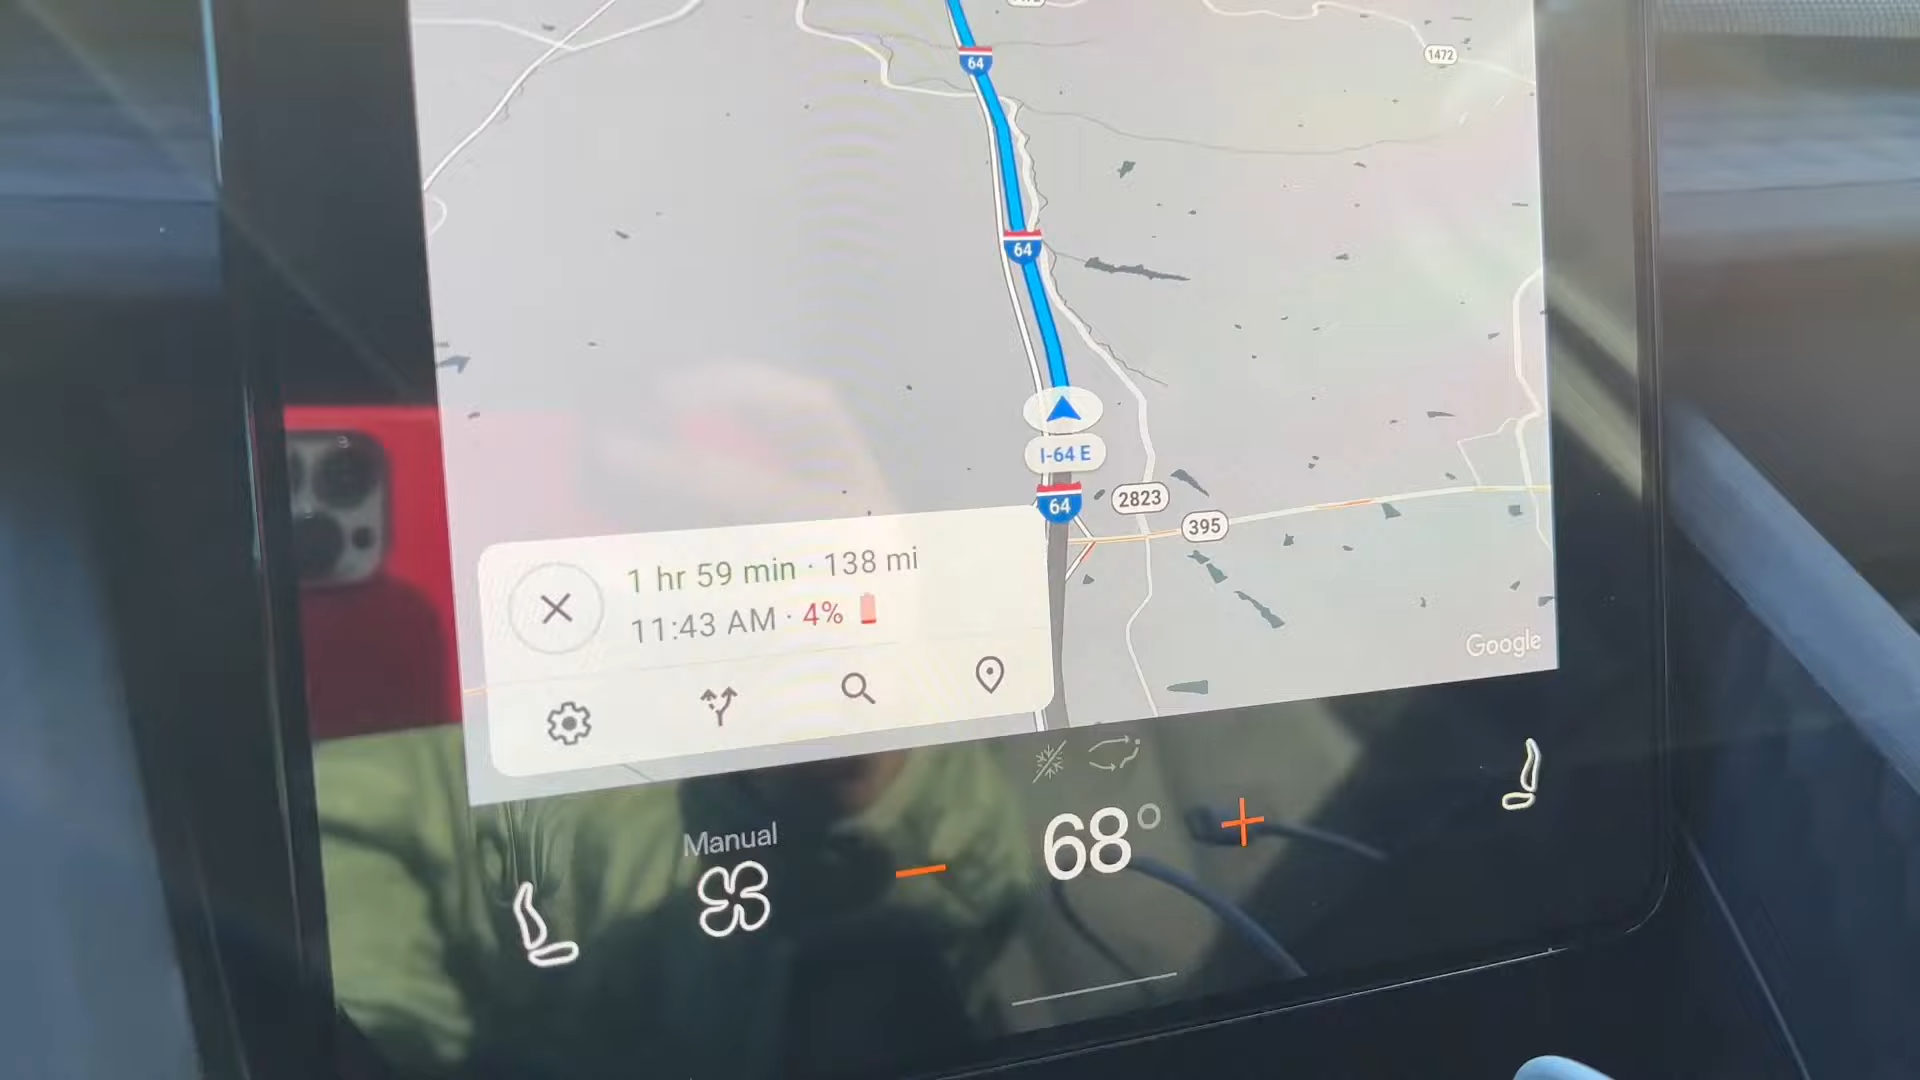 64
1472
64
I-64 E
64
2823
395
1 hr 59 min · 138 mi
11:43 AM · 4%
Google
Manual
68°